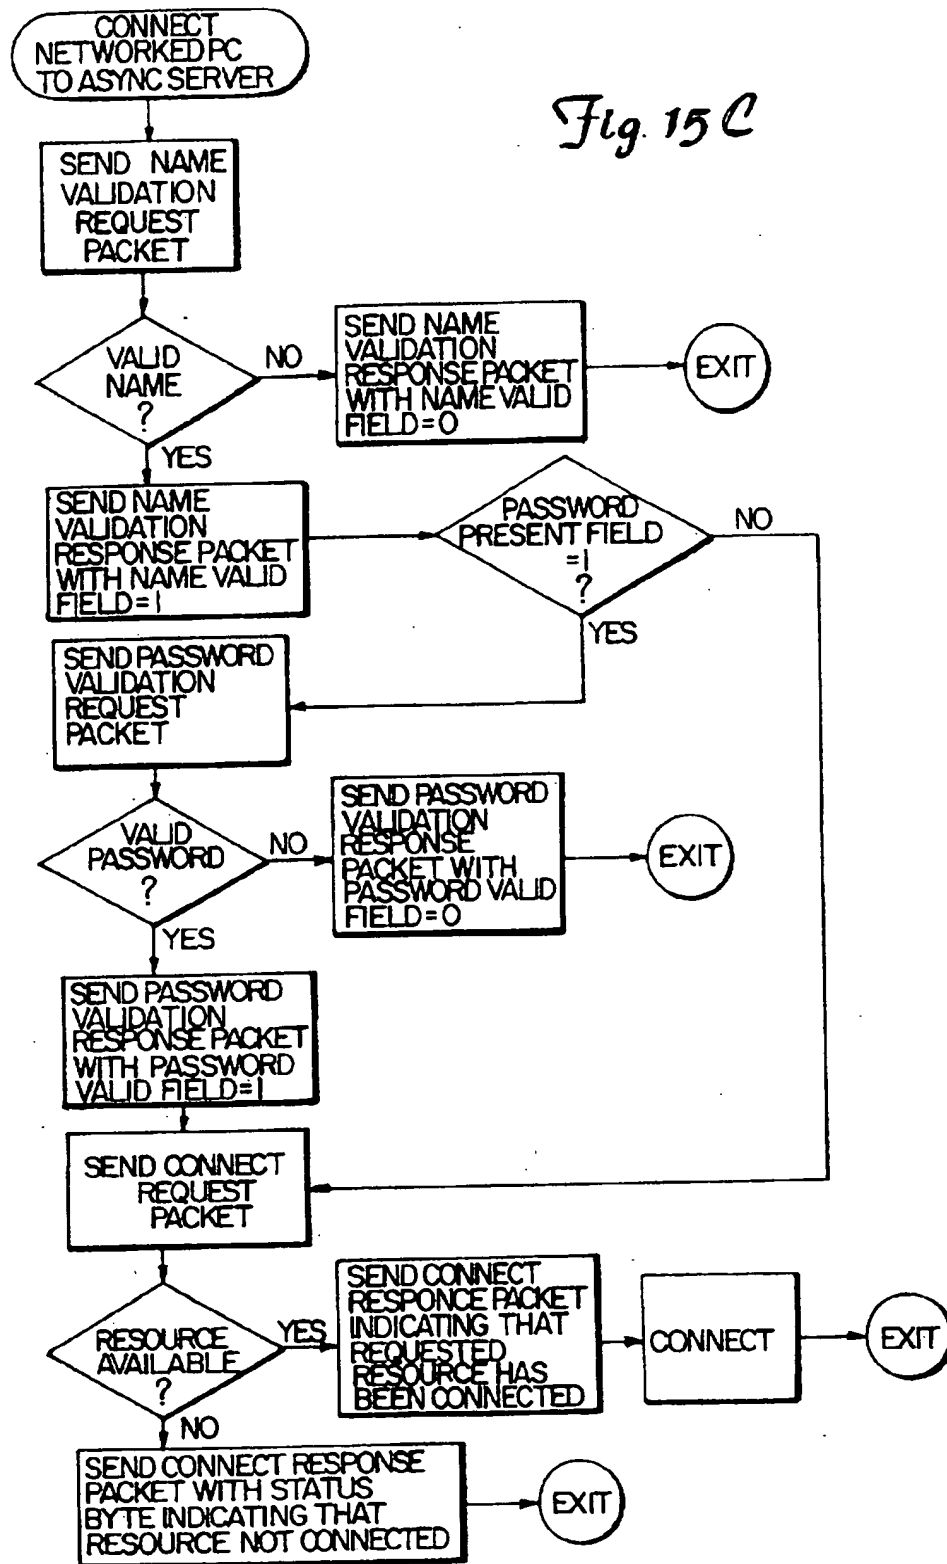 CONNECT
NETWORKED PC
TO ASYNC SERVER
Fig. 15C
SEND NAME
VALIDATION
REQUEST
PACKET
VALID
NAME
?
NO
SEND NAME
VALIDATION
RESPONSE PACKET
WITH NAME VALID
FIELD=0
EXIT
YES
SEND NAME
VALIDATION
RESPONSE PACKET
WITH NAME VALID
FIELD=1
PASSWORD
PRESENT FIELD
=1
?
NO
YES
SEND PASSWORD
VALIDATION
REQUEST
PACKET
VALID
PASSWORD
?
NO
SEND PASSWORD
VALIDATION
RESPONSE
PACKET WITH
PASSWORD VALID
FIELD=0
EXIT
YES
SEND PASSWORD
VALIDATION
RESPONSE PACKET
WITH PASSWORD
VALID FIELD=1
SEND CONNECT
REQUEST
PACKET
RESOURCE
AVAILABLE
?
YES
SEND CONNECT
RESPONCE PACKET
INDICATING THAT
REQUESTED
RESOURCE HAS
BEEN CONNECTED
CONNECT
EXIT
NO
SEND CONNECT RESPONSE
PACKET WITH STATUS
BYTE INDICATING THAT
RESOURCE NOT CONNECTED
EXIT